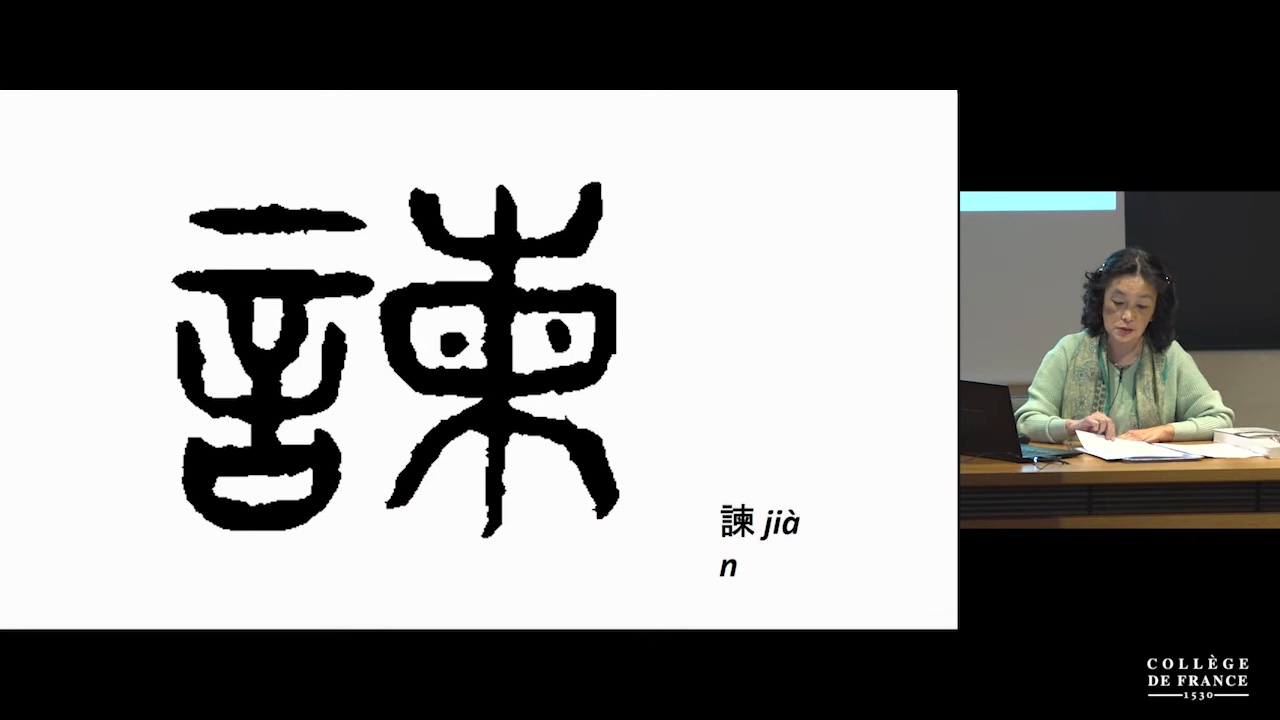 諫
諫 jià
n
COLLÈGE
DE FRANCE
1530